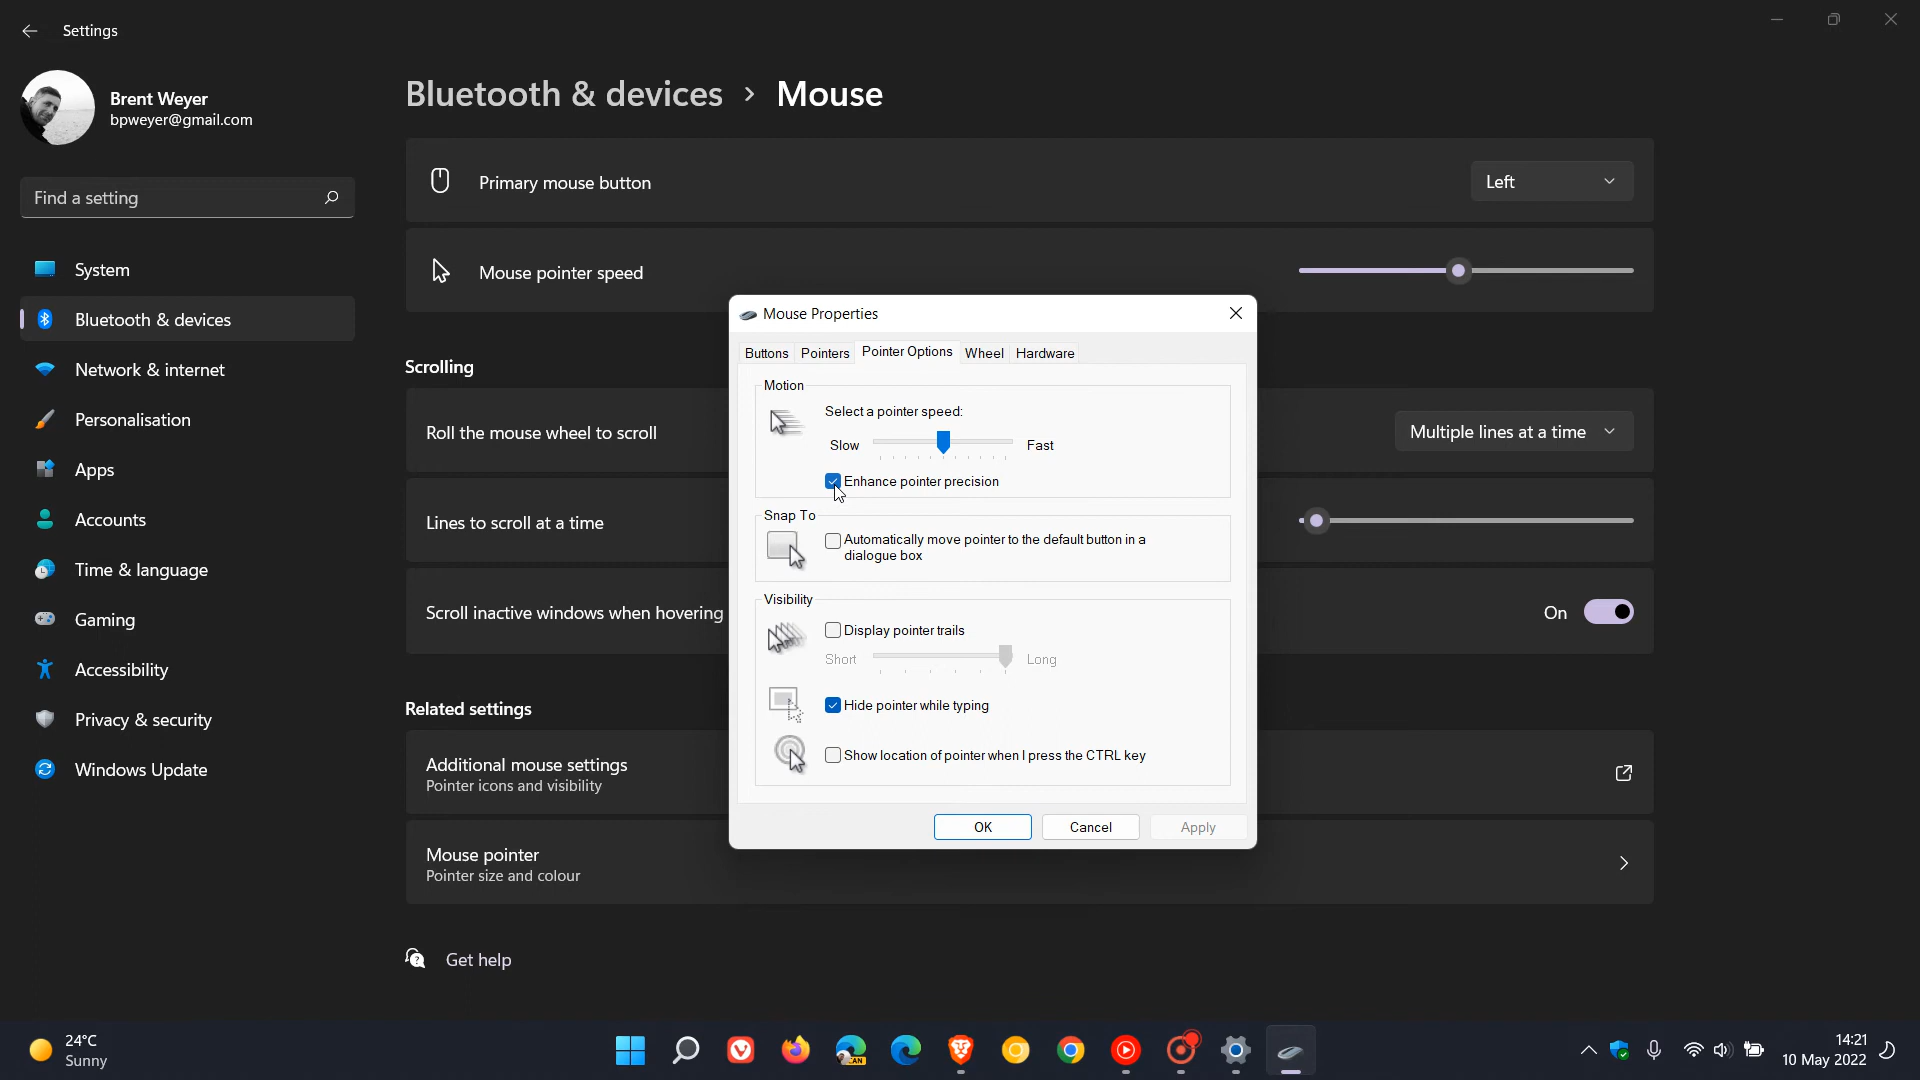 Settings
Brent Weyer
bpweyer@gmail.com
Find a setting
System
Bluetooth & devices
Network & internet
Personalisation
Apps
Accounts
Time & language
Gaming
Accessibility
Privacy & security
Windows Update
Bluetooth & devices › Mouse
Primary mouse button
Left
Mouse pointer speed
Scrolling
Roll the mouse wheel to scroll
Multiple lines at a time
Lines to scroll at a time
Scroll inactive windows when hovering
On
Related settings
Additional mouse settings
Pointer icons and visibility
Mouse pointer
Pointer size and colour
Get help
Mouse Properties
Buttons Pointers Pointer Options Wheel Hardware
Motion
Select a pointer speed:
Slow Fast
Enhance pointer precision
Snap To
Automatically move pointer to the default button in a
dialogue box
Visibility
Display pointer trails
Short Long
Hide pointer while typing
Show location of pointer when I press the CTRL key
OK Cancel Apply
24°C
Sunny
CAN
14:21
10 May 2022